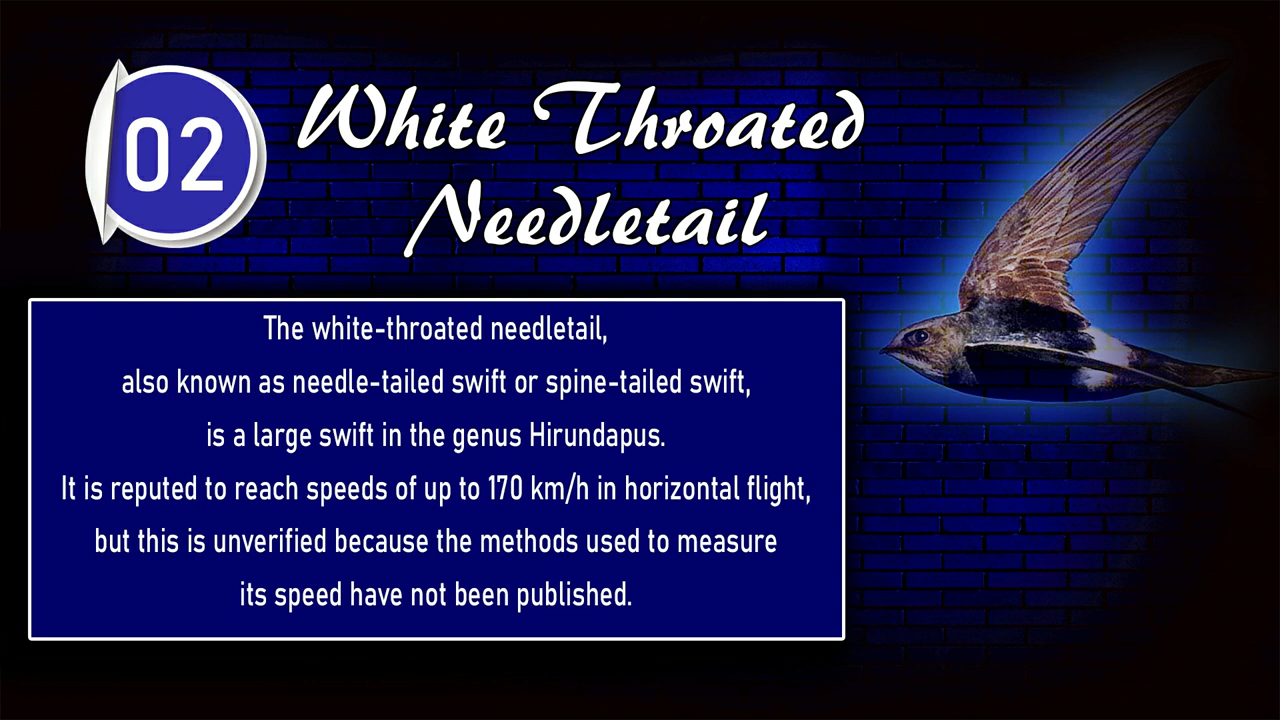 02
White Throated
Needletail
The white-throated needletail,
also known as needle-tailed swift or spine-tailed swift,
is a large swift in the genus Hirundapus.
It is reputed to reach speeds of up to 170 km/h in horizontal flight,
but this is unverified because the methods used to measure
its speed have not been published.